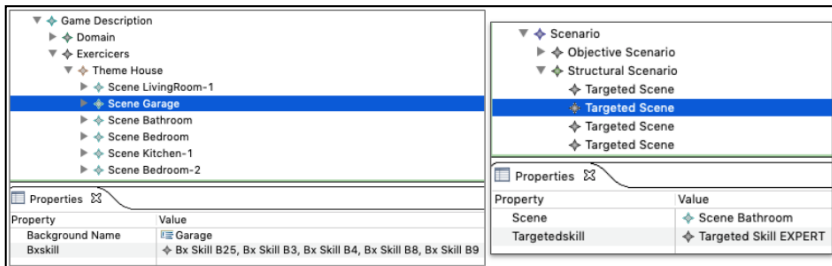 Game Description
Domain
Exercicers
Theme House
Scene LivingRoom-1
Scene Garage
Scene Bathroom
Scene Bedroom
Scene Kitchen-1
Scene Bedroom-2
Properties
Property Value
Background Name Garage
Bxskill Bx Skill B25, Bx Skill B3, Bx Skill B4, Bx Skill B8, Bx Skill B9
Scenario
Objective Scenario
Structural Scenario
Targeted Scene
Targeted Scene
Targeted Scene
Targeted Scene
Properties
Property Value
Scene Scene Bathroom
Targetedskill Targeted Skill EXPERT